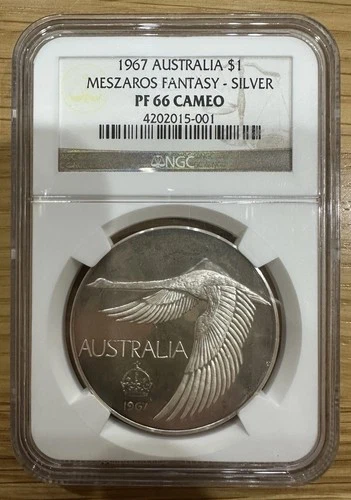 1967 AUSTRALIA $1
MESZAROS FANTASY - SILVER
PF 66 CAMEO
4202015-001
NGC
AUSTRALIA
1967